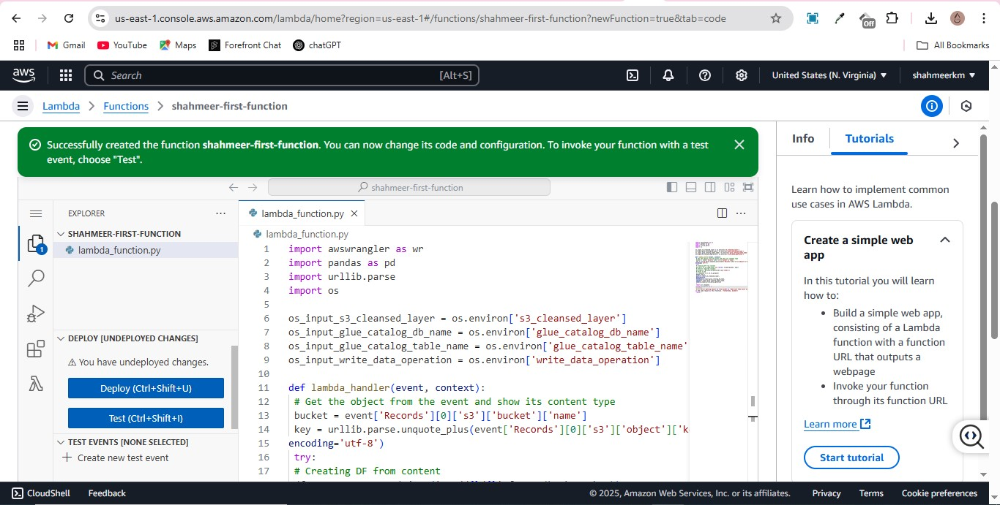 us-east-1.console.aws.amazon.com/lambda/home?region=us-east-1#/functions/shahmeer-first-function?newFunction=true&tab=code
Off
Gmail YouTube Maps Forefront Chat chatGPT All Bookmarks
aws Search [Alt+S] United States (N. Virginia) ▼ shahmeerkm ▼
Lambda > Functions > shahmeer-first-function
Successfully created the function shahmeer-first-function. You can now change its code and configuration. To invoke your function with a test
event, choose "Test".
shahmeer-first-function
EXPLORER ...
SHAHMEER-FIRST-FUNCTION
lambda_function.py
1
DEPLOY [UNDEPLOYED CHANGES]
You have undeployed changes.
Deploy (Ctrl+Shift+U)
Test (Ctrl+Shift+I)
TEST EVENTS [NONE SELECTED]
+ Create new test event
lambda_function.py ×
lambda_function.py
1 import awswrangler as wr
2 import pandas as pd
3 import urllib.parse
4 import os
5
6 os_input_s3_cleansed_layer = os.environ['s3_cleansed_layer']
7 os_input_glue_catalog_db_name = os.environ['glue_catalog_db_name']
8 os_input_glue_catalog_table_name = os.environ['glue_catalog_table_name'
9 os_input_write_data_operation = os.environ['write_data_operation']
10
11 def lambda_handler(event, context):
12 # Get the object from the event and show its content type
13 bucket = event['Records'][0]['s3']['bucket']['name']
14 key = urllib.parse.unquote_plus(event['Records'][0]['s3']['object']['k
15 encoding='utf-8')
16 try:
17 # Creating DF from content
Info Tutorials
Learn how to implement common
use cases in AWS Lambda.
Create a simple web
app
In this tutorial you will learn
how to:
• Build a simple web app,
consisting of a Lambda
function with a function
URL that outputs a
webpage
• Invoke your function
through its function URL
Learn more
Start tutorial
CloudShell Feedback © 2025, Amazon Web Services, Inc. or its affiliates. Privacy Terms Cookie preferences